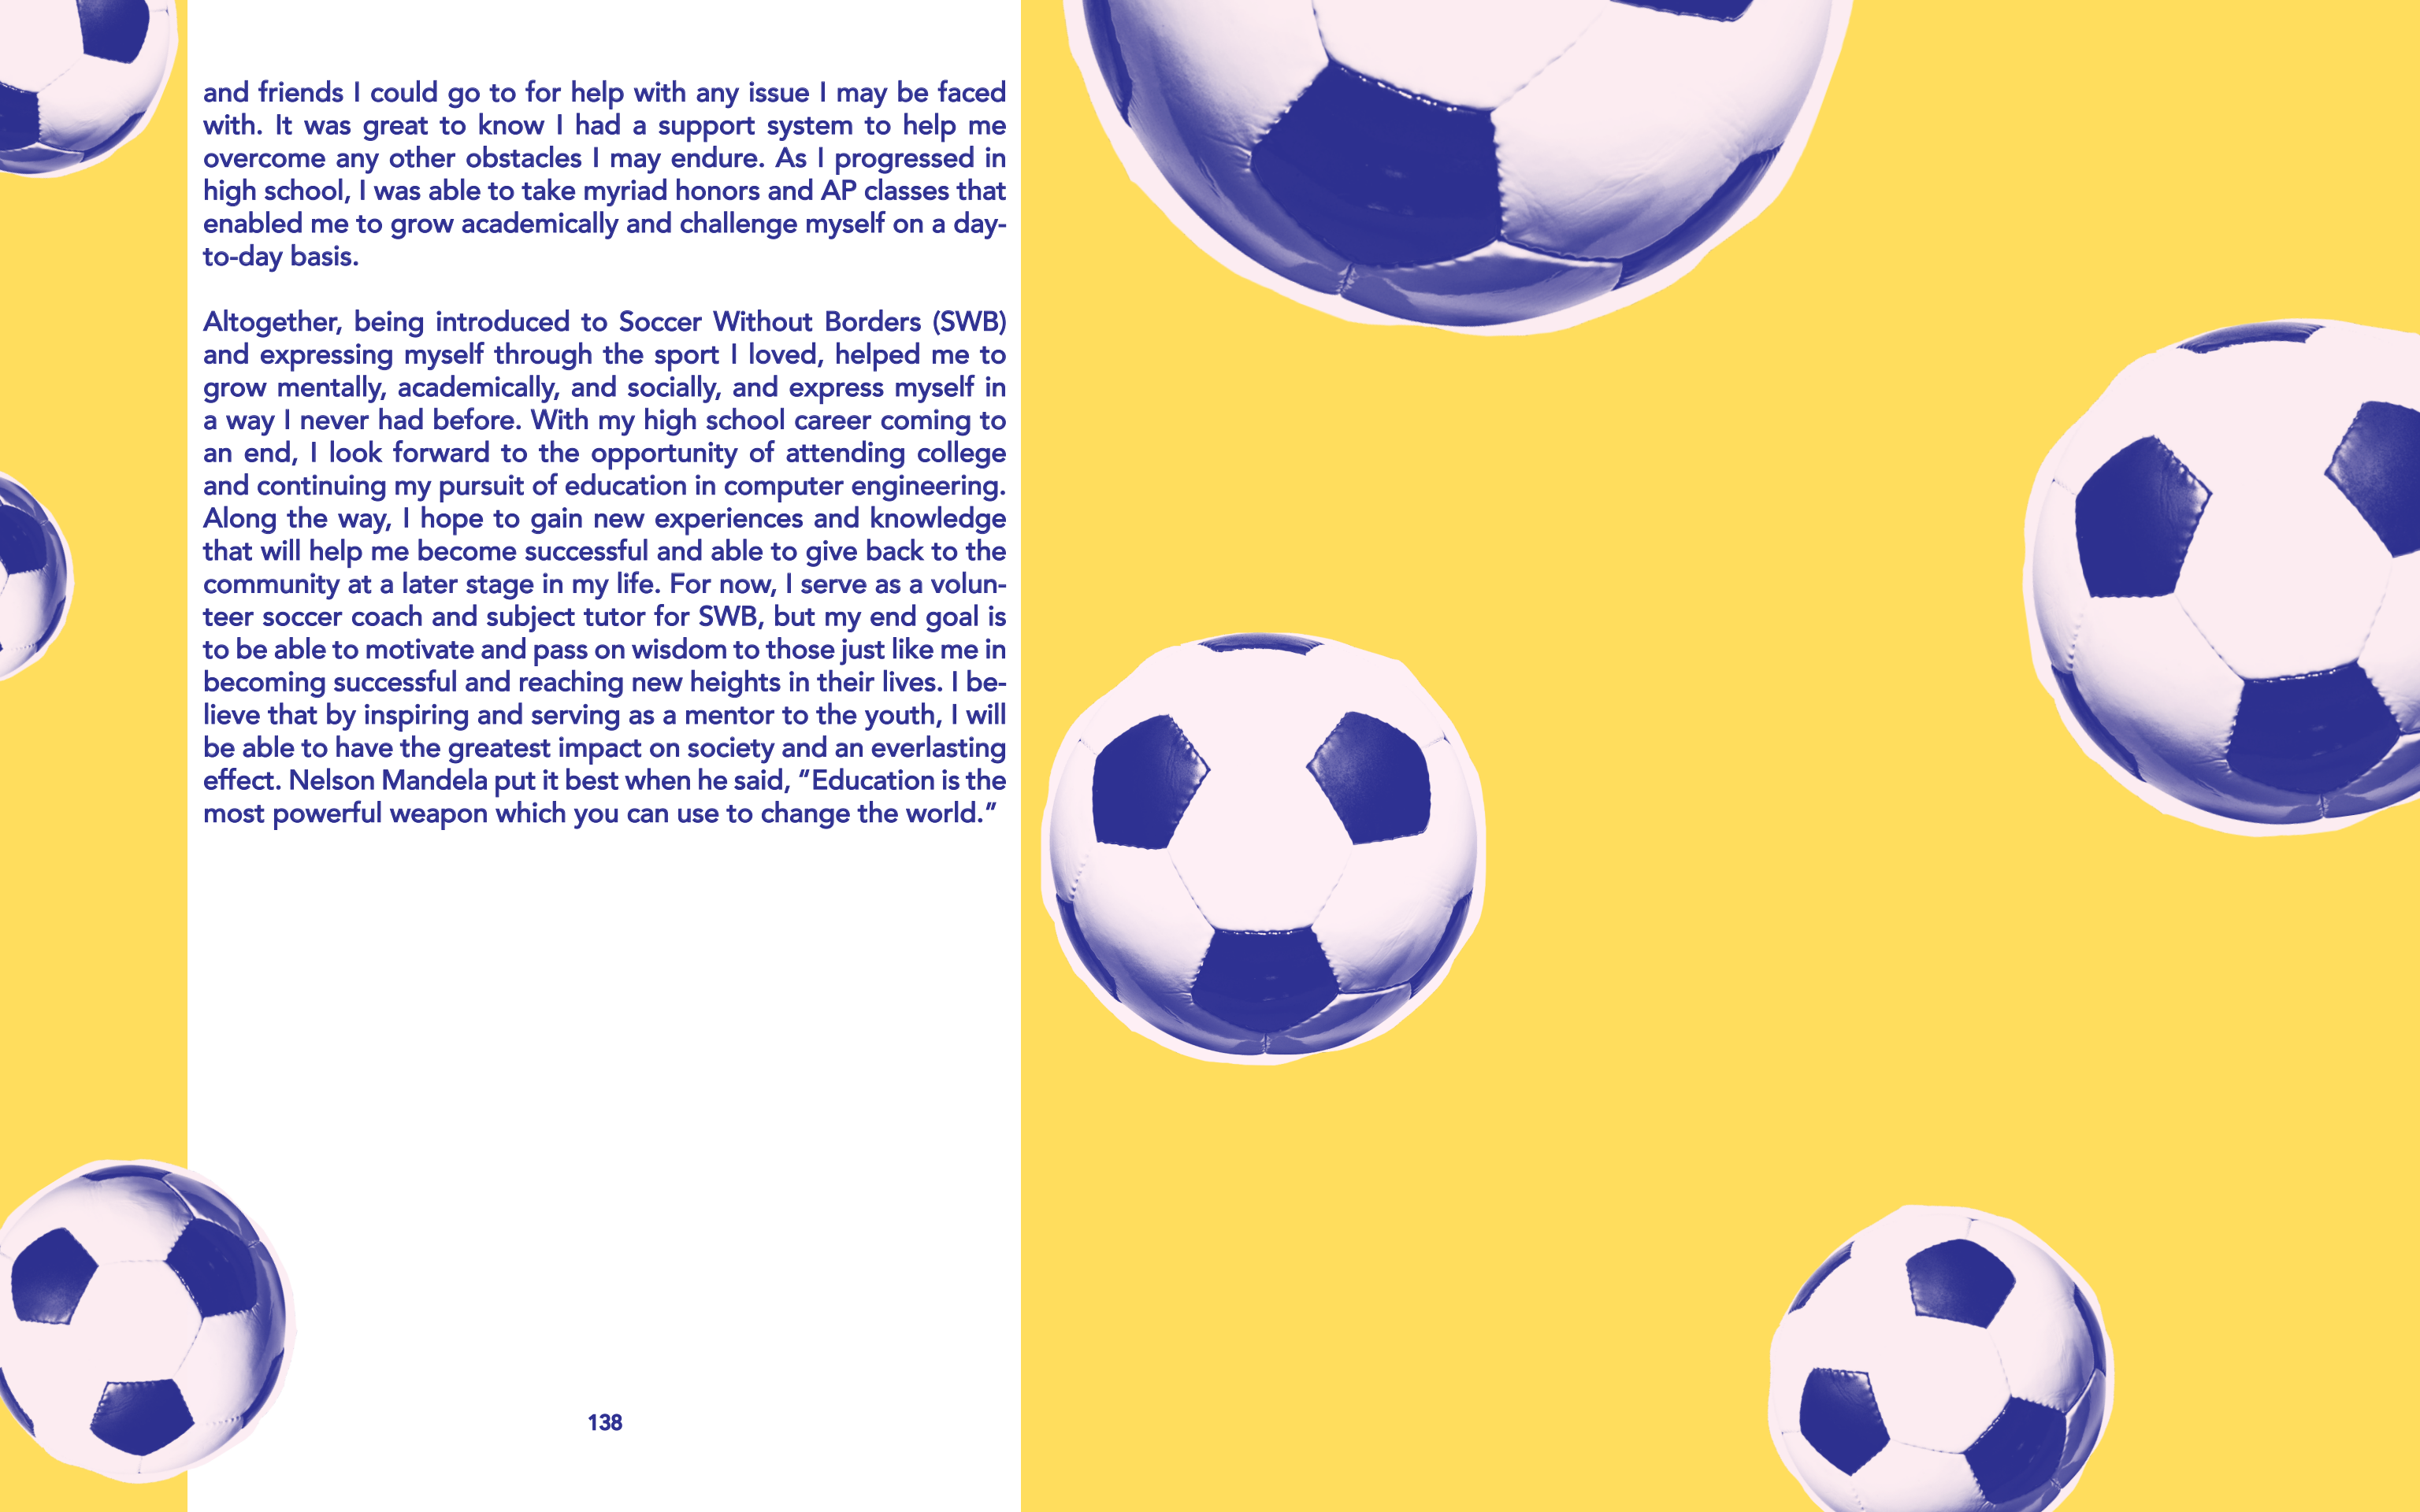 and friends I could go to for help with any issue I may be faced
with. It was great to know I had a support system to help me
overcome any other obstacles I may endure. As I progressed in
high school, I was able to take myriad honors and AP classes that
enabled me to grow academically and challenge myself on a day-
to-day basis.
Altogether, being introduced to Soccer Without Borders (SWB)
and expressing myself through the sport I loved, helped me to
grow mentally, academically, and socially, and express myself in
a way I never had before. With my high school career coming to
an end, I look forward to the opportunity of attending college
and continuing my pursuit of education in computer engineering.
Along the way, I hope to gain new experiences and knowledge
that will help me become successful and able to give back to the
community at a later stage in my life. For now, I serve as a volun-
teer soccer coach and subject tutor for SWB, but my end goal is
to be able to motivate and pass on wisdom to those just like me in
becoming successful and reaching new heights in their lives. I be-
lieve that by inspiring and serving as a mentor to the youth, I will
be able to have the greatest impact on society and an everlasting
effect. Nelson Mandela put it best when he said, “Education is the
most powerful weapon which you can use to change the world.”
138